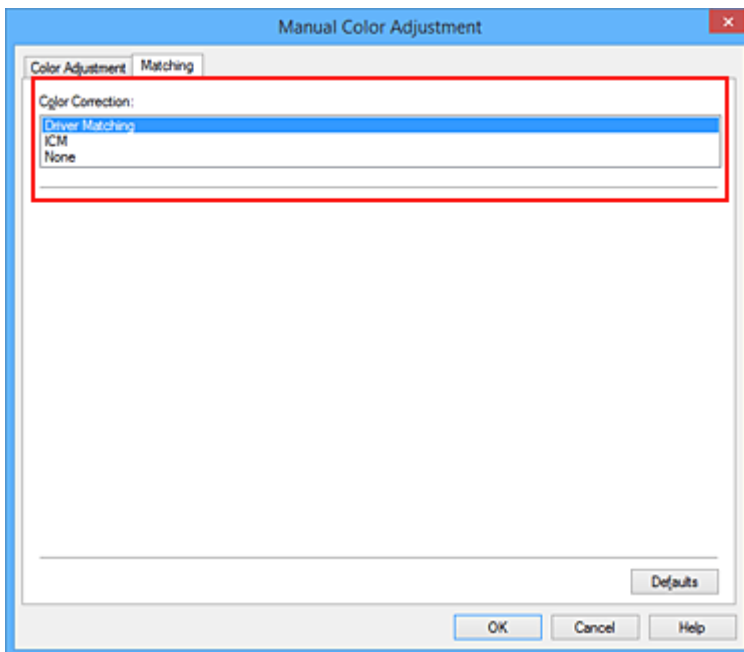 Manual Color Adjustment
Color Adjustment Matching
Color Correction:
Driver Matching
ICM
None
Defaults
OK Cancel Help